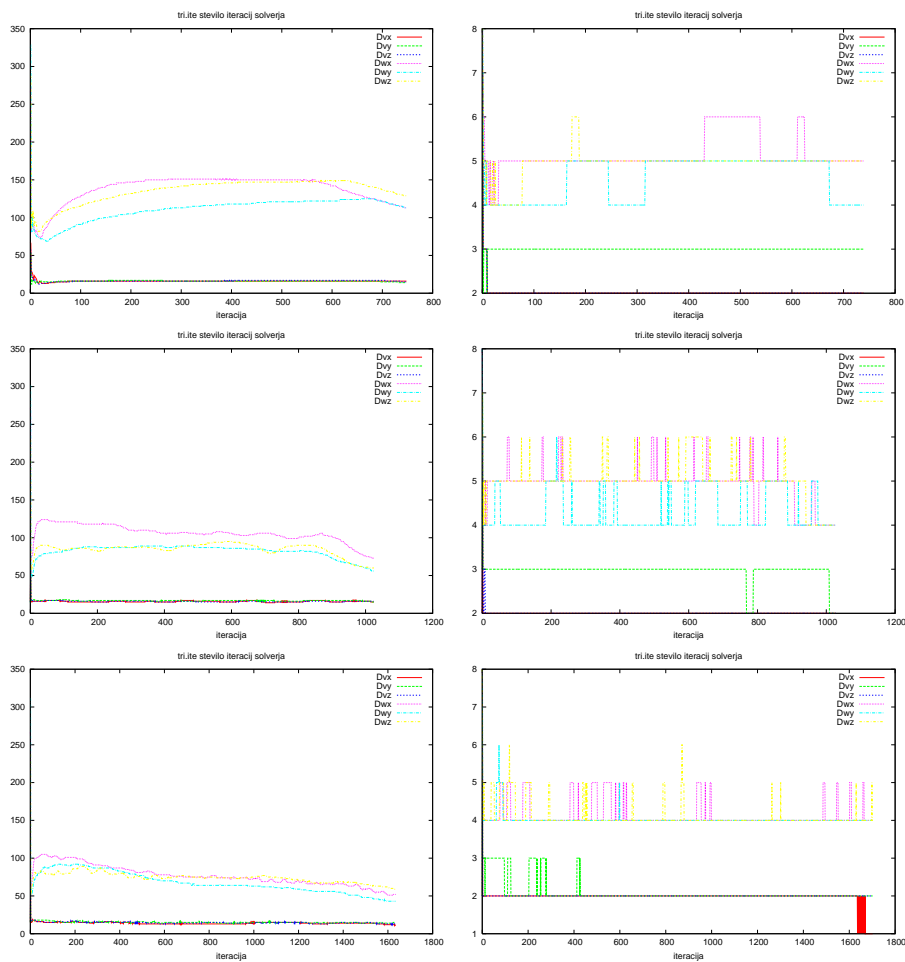 tri.ite stevilo iteracij solverja
350
300
250
200
150
100
50
0
Dvx
Dvy
Dvz
Dwx
Dwy
Dwz
0 100 200 300 400 500 600 700 800
iteracija
tri.ite stevilo iteracij solverja
8
7
6
5
4
3
2
Dvx
Dvy
Dvz
Dwx
Dwy
Dwz
0 100 200 300 400 500 600 700 800
iteracija
tri.ite stevilo iteracij solverja
350
300
250
200
150
100
50
0
Dvx
Dvy
Dvz
Dwx
Dwy
Dwz
0 200 400 600 800 1000 1200
iteracija
tri.ite stevilo iteracij solverja
8
7
6
5
4
3
2
Dvx
Dvy
Dvz
Dwx
Dwy
Dwz
0 200 400 600 800 1000 1200
iteracija
tri.ite stevilo iteracij solverja
350
300
250
200
150
100
50
0
Dvx
Dvy
Dvz
Dwx
Dwy
Dwz
0 200 400 600 800 1000 1200 1400 1600 1800
iteracija
tri.ite stevilo iteracij solverja
8
7
6
5
4
3
2
1
Dvx
Dvy
Dvz
Dwx
Dwy
Dwz
0 200 400 600 800 1000 1200 1400 1600 1800
iteracija